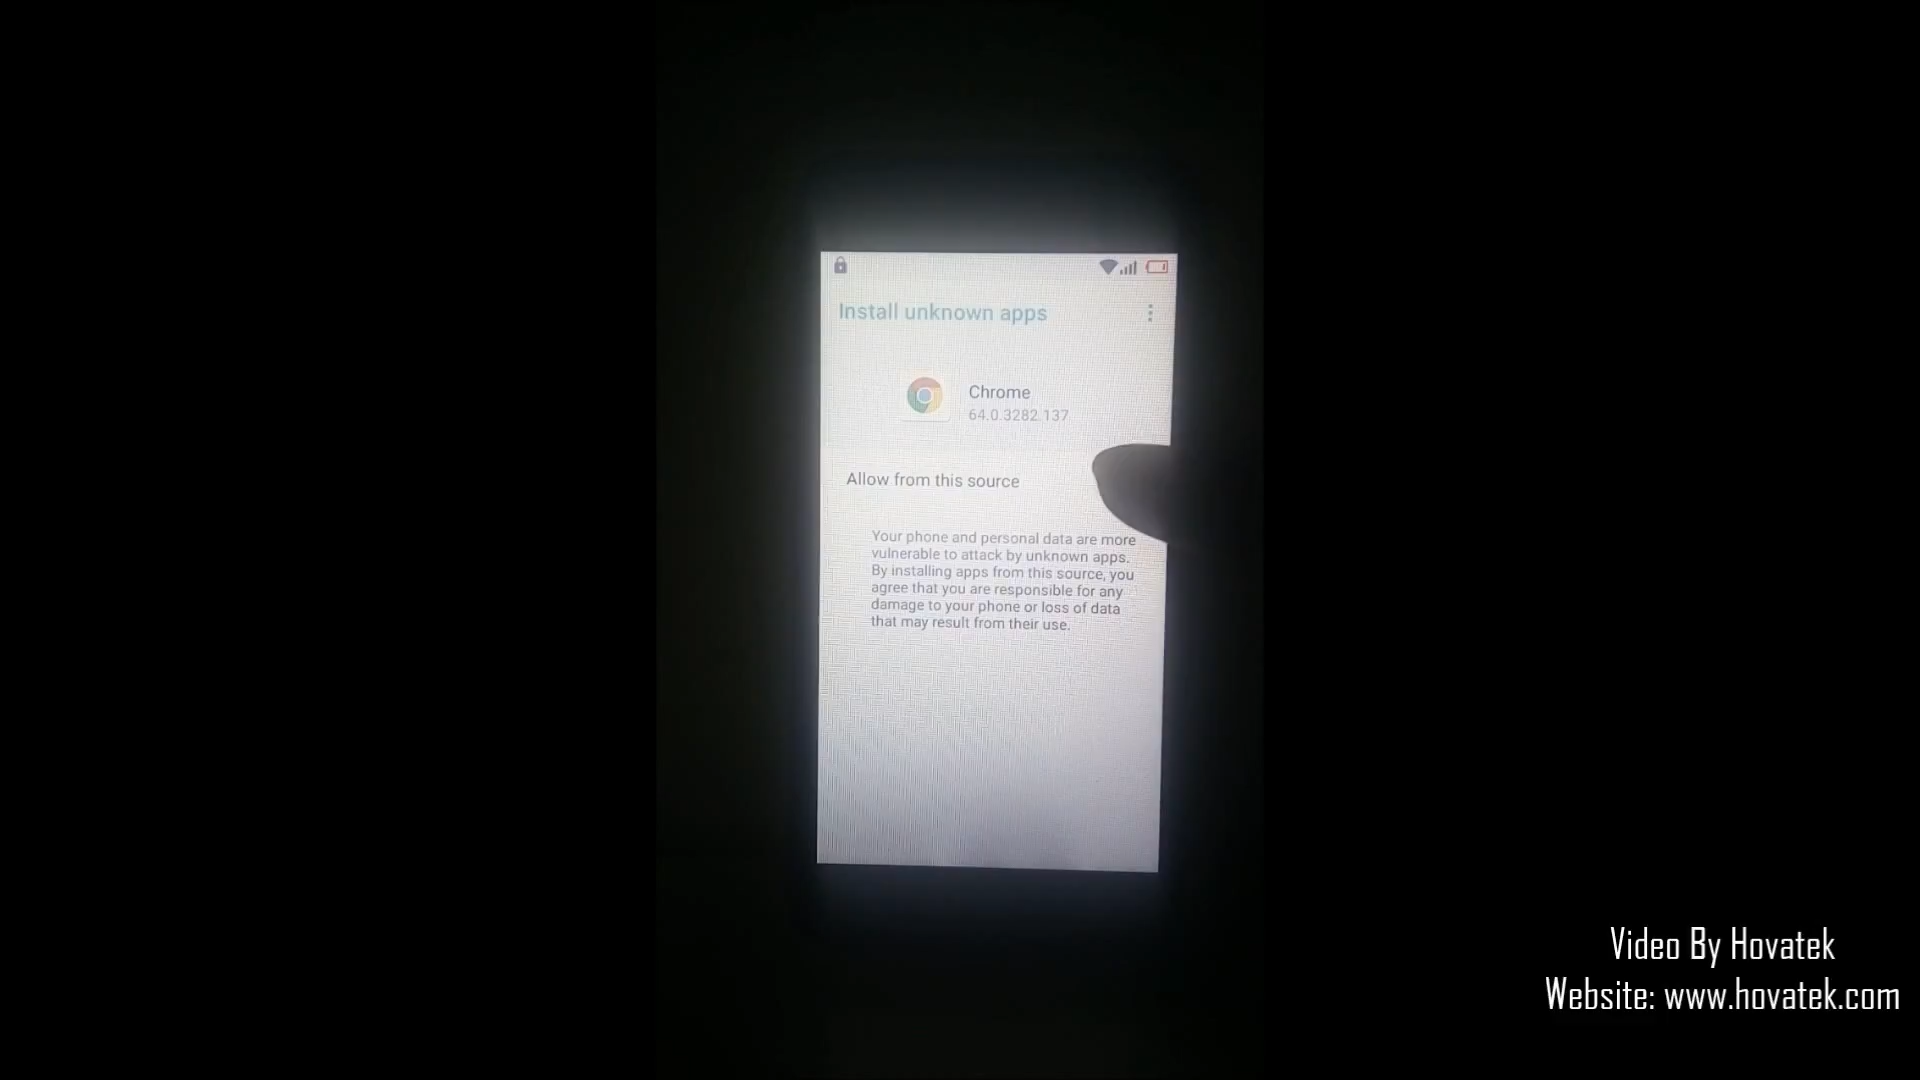 Install unknown apps
Chrome
64.0.3282.137
Allow from this source
Your phone and personal data are more
vulnerable to attack by unknown apps.
By installing apps from this source, you
agree that you are responsible for any
damage to your phone or loss of data
that may result from their use.
Video By Hovatek
Website: www.hovatek.com